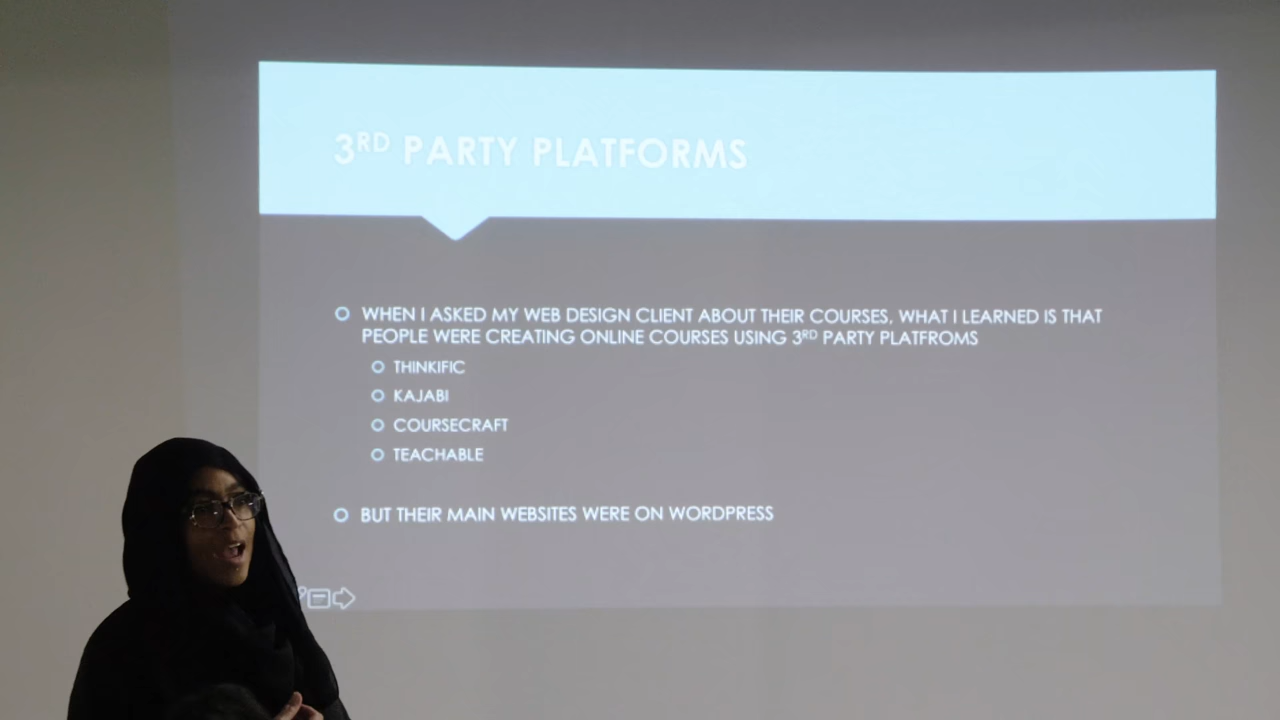 3RD PARTY PLATFORMS
WHEN I ASKED MY WEB DESIGN CLIENT ABOUT THEIR COURSES, WHAT I LEARNED IS THAT
PEOPLE WERE CREATING ONLINE COURSES USING 3RD PARTY PLATFROMS
THINKIFIC
KAJABI
COURSECRAFT
TEACHABLE
BUT THEIR MAIN WEBSITES WERE ON WORDPRESS